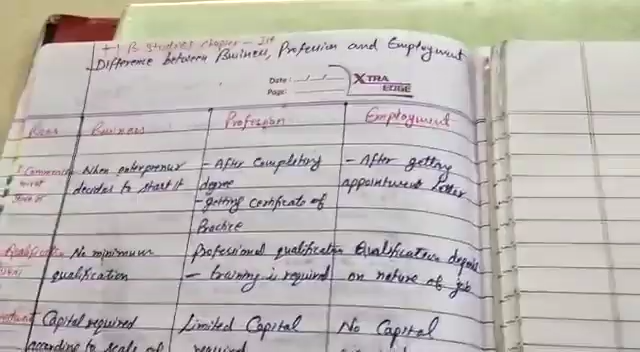 +1 B. Studies chapter - 1st
Difference between Business, Profession and Employment
Date: __/__/__
Page:
XTRA
EDGE
Basis
Business
Profession
Employment
When entrepreneur
decides to start it
- After Completing
degree
- getting Certificate of
Practice
- After getting
appointment letter
No minimum
qualification
Professional qualification
- training is required
Qualification depends
on nature of job
Capital required
according to scale of
Limited Capital
required
No Capital